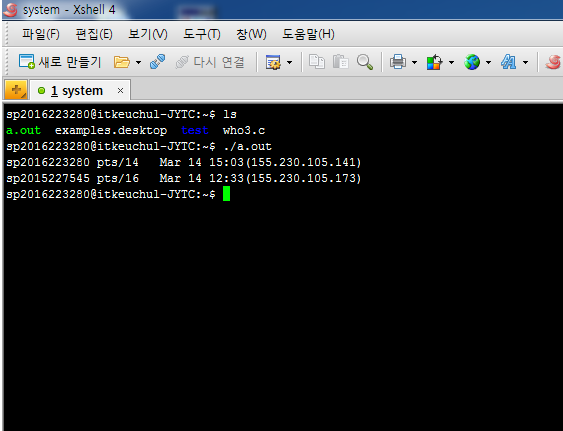 system - Xshell 4
파일(F) 편집(E) 보기(V) 도구(T) 창(W) 도움말(H)
새로 만들기 다시 연결
1 system ×
sp2016223280@itkeuchul-JYTC:~$ ls
a.out examples.desktop test who3.c
sp2016223280@itkeuchul-JYTC:~$ ./a.out
sp2016223280 pts/14 Mar 14 15:03(155.230.105.141)
sp2015227545 pts/16 Mar 14 12:33(155.230.105.173)
sp2016223280@itkeuchul-JYTC:~$